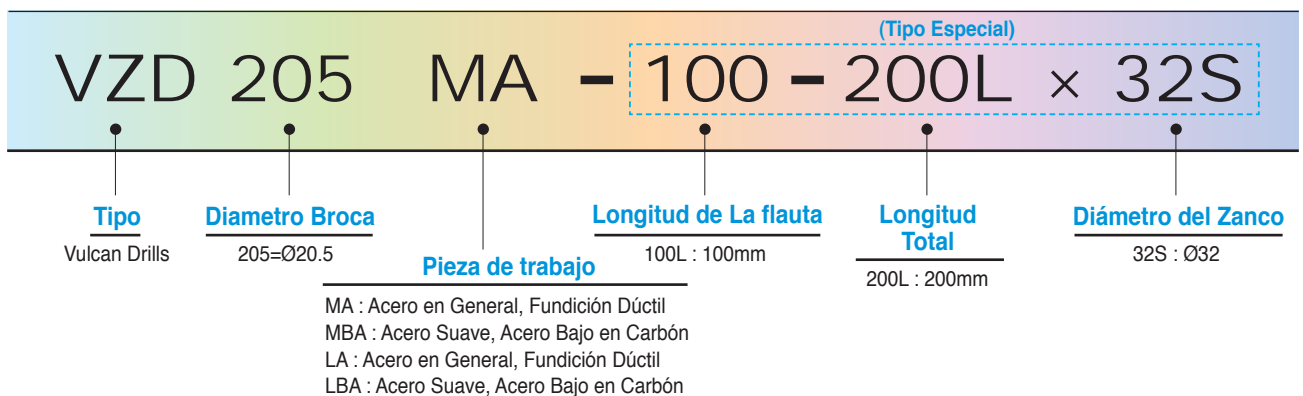 (Tipo Especial)
VZD 205 MA - 100 - 200L × 32S
Tipo
Vulcan Drills
Diametro Broca
205=Ø20.5
Pieza de trabajo
MA : Acero en General, Fundición Dúctil
MBA : Acero Suave, Acero Bajo en Carbón
LA : Acero en General, Fundición Dúctil
LBA : Acero Suave, Acero Bajo en Carbón
Longitud de La flauta
100L : 100mm
Longitud
Total
200L : 200mm
Diámetro del Zanco
32S : Ø32